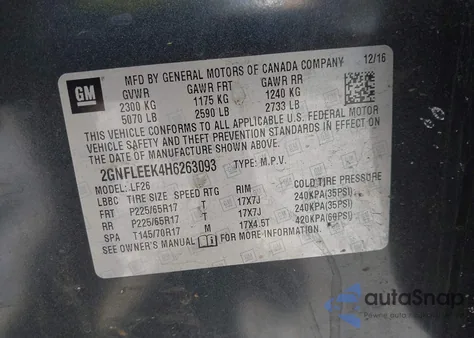 GM
MFD BY GENERAL MOTORS OF CANADA COMPANY
12/16
GVWR GAWR FRT GAWR RR
2300 KG 1175 KG 1240 KG
5070 LB 2590 LB 2733 LB
THIS VEHICLE CONFORMS TO ALL APPLICABLE U.S. FEDERAL MOTOR
VEHICLE SAFETY AND THEFT PREVENTION STANDARDS IN EFFECT ON THE
DATE OF MANUFACTURE SHOWN ABOVE.
2GNFLEEK4H6263093 TYPE: M.P.V.
MODEL: LF26
LBBC TIRE SIZE SPEED RTG RIM COLD TIRE PRESSURE
FRT P225/65R17 T 17X7J 240KPA(35PSI)
RR P225/65R17 T 17X7J 240KPA(35PSI)
SPA T145/70R17 M 17X4.5T 420KPA(60PSI)
SEE OWNER'S MANUAL FOR MORE INFORMATION.
autoSnap